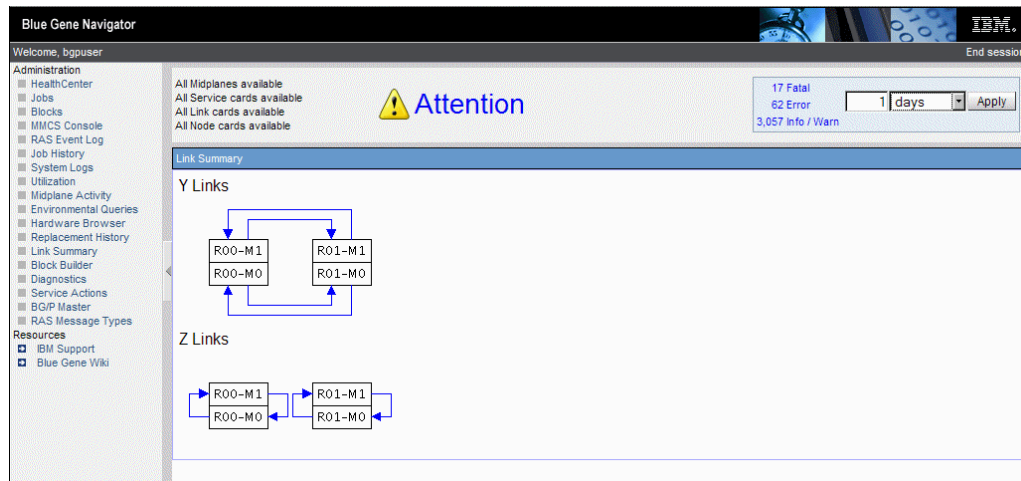 Blue Gene Navigator
IBM.
Welcome, bgpuser
End session
Administration
HealthCenter
Jobs
Blocks
MMCS Console
RAS Event Log
Job History
System Logs
Utilization
Midplane Activity
Environmental Queries
Hardware Browser
Replacement History
Link Summary
Block Builder
Diagnostics
Service Actions
BG/P Master
RAS Message Types
Resources
IBM Support
Blue Gene Wiki
All Midplanes available
All Service cards available
All Link cards available
All Node cards available
Attention
17 Fatal
62 Error
3,057 Info / Warn
1 days Apply
Link Summary
Y Links
R00-M1 R01-M1
R00-M0 R01-M0
Z Links
R00-M1 R01-M1
R00-M0 R01-M0